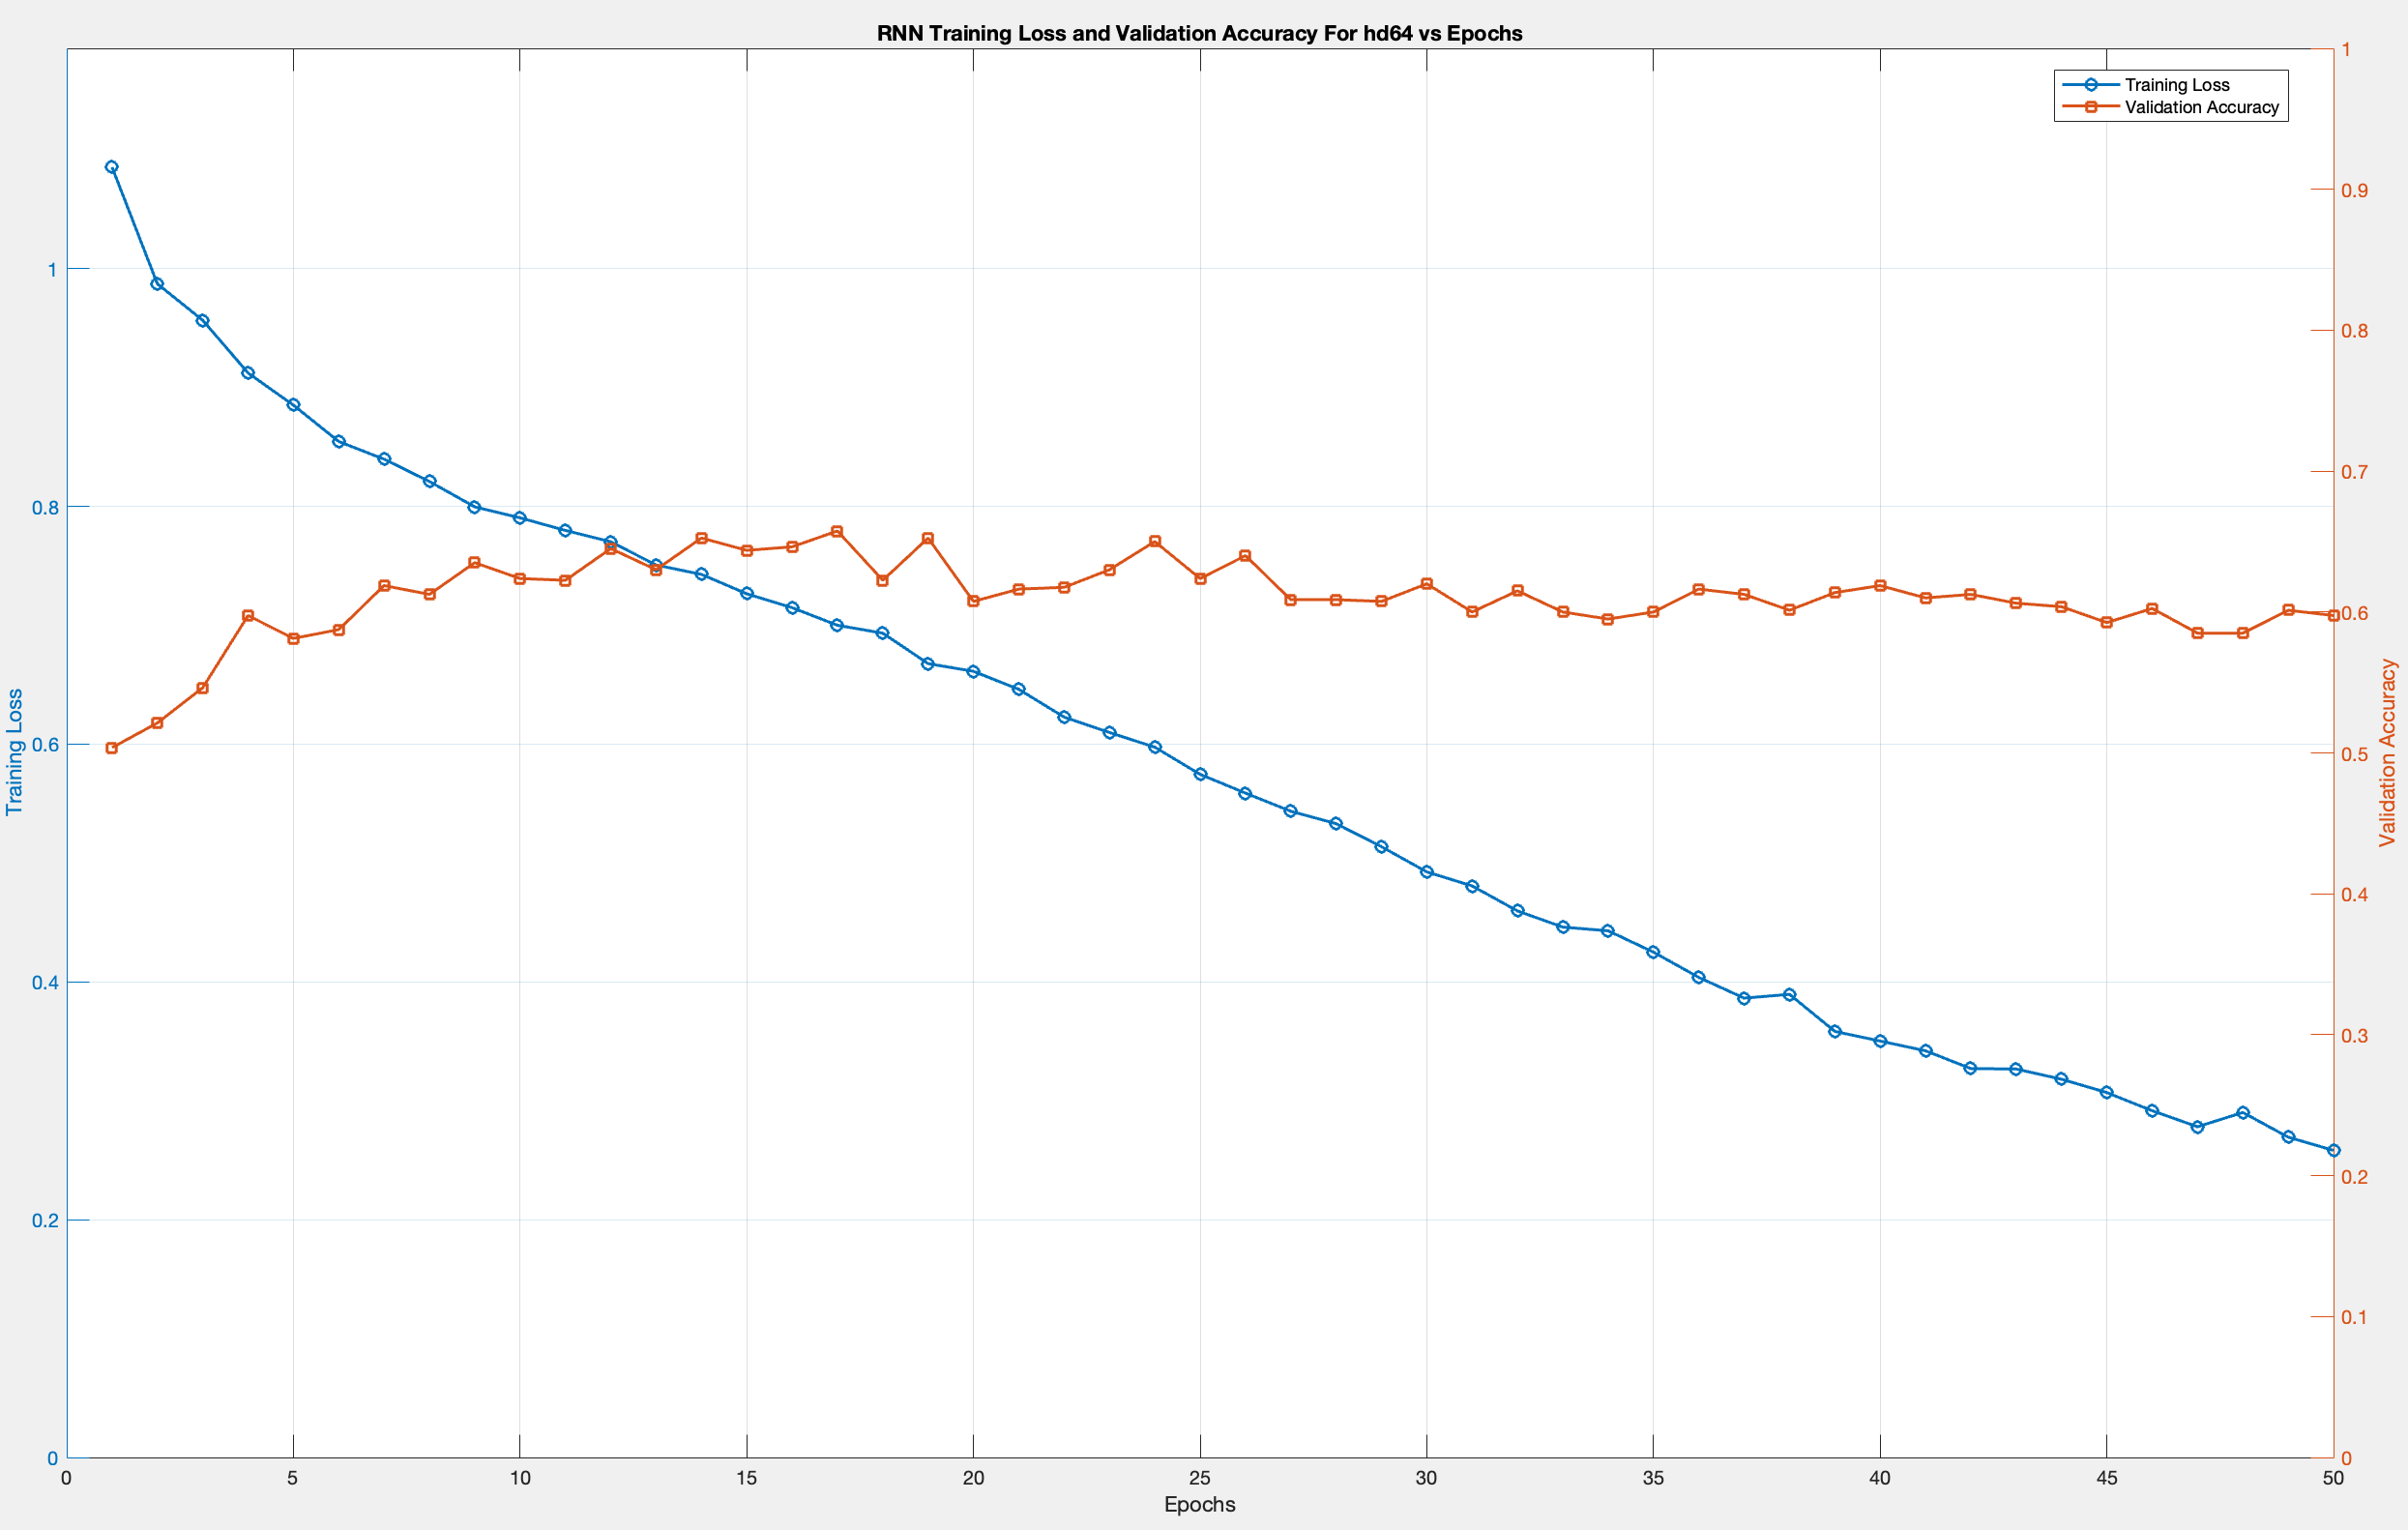 RNN Training Loss and Validation Accuracy For hd64 vs Epochs
Training Loss
Validation Accuracy
Training Loss
1
0.8
0.6
0.4
0.2
0
1
0.9
0.8
0.7
0.6
0.5
0.4
0.3
0.2
0.1
0
Validation Accuracy
0 5 10 15 20 25 30 35 40 45 50
Epochs